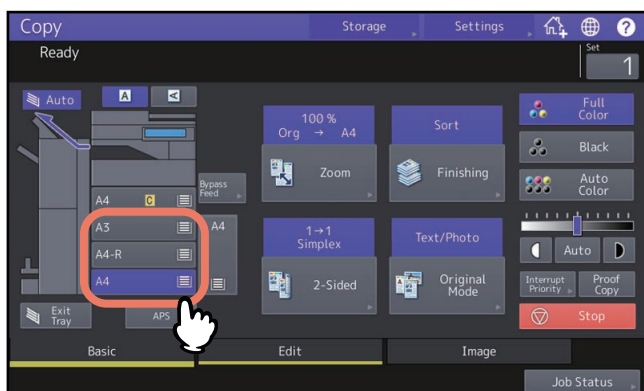 Copy
Storage
Settings
?
Ready
Set
1
Auto
A
A
100 %
Org → A4
Zoom
Sort
Finishing
Full
Color
Black
Auto
Color
A4 C
Bypass
Feed
A3
A4
A4-R
A4
1→1
Simplex
2-Sided
Text/Photo
Original
Mode
Auto
Interrupt
Priority
Proof
Copy
Exit
Tray
APS
Stop
Basic
Edit
Image
Job Status